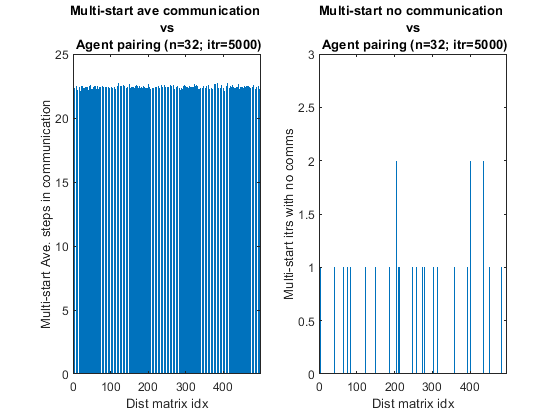 Multi-start ave communication
vs
Agent pairing (n=32; itr=5000)
25
20
15
10
5
0
0 100 200 300 400
Multi-start Ave. steps in communication
Dist matrix idx
Multi-start no communication
vs
Agent pairing (n=32; itr=5000)
3
2.5
2
1.5
1
0.5
0
0 100 200 300 400
Multi-start itrs with no comms
Dist matrix idx